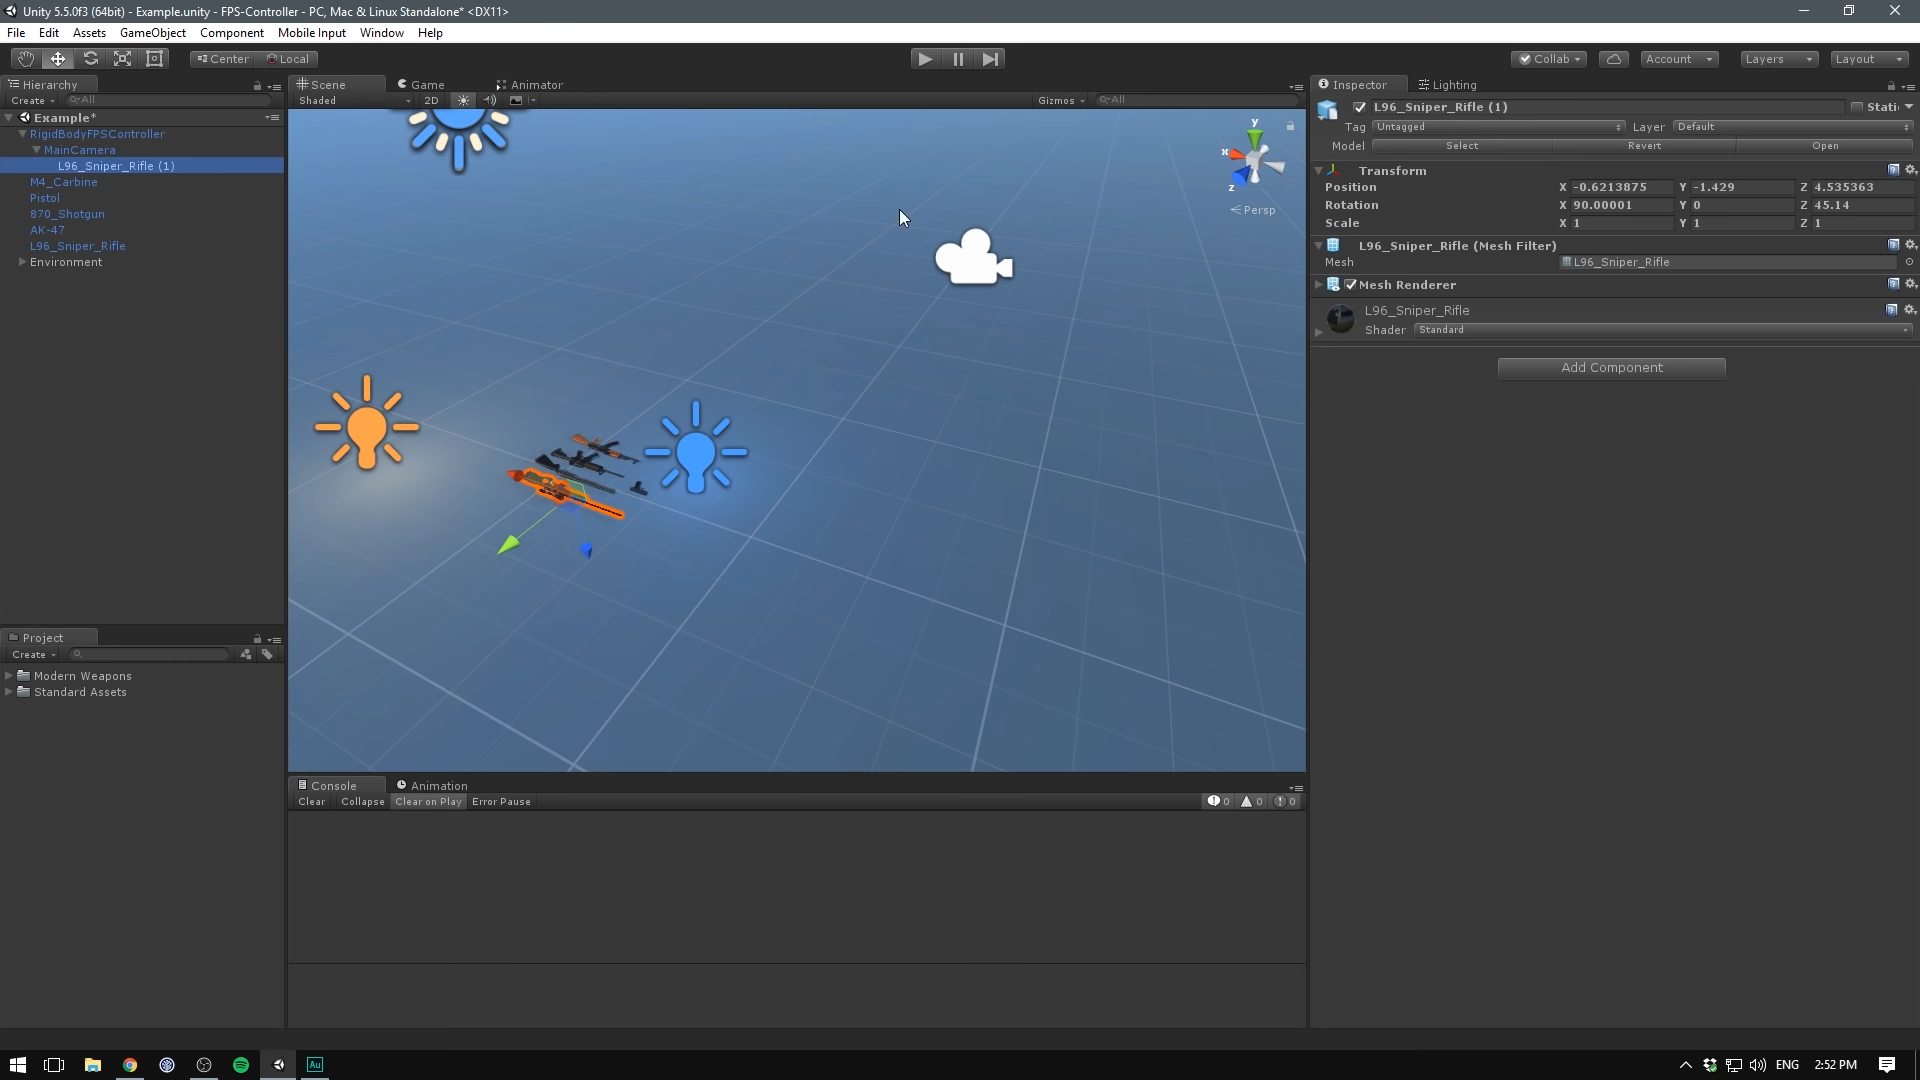 Unity 5.5.0f3 (64bit) - Example.unity - FPS-Controller - PC, Mac & Linux Standalone* <DX11>
File Edit Assets GameObject Component Mobile Input Window Help
Center Local Collab Account Layers Layout
Hierarchy
Create All
Example*
RigidBodyFPSController
MainCamera
L96_Sniper_Rifle (1)
M4_Carbine
Pistol
870_Shotgun
AK-47
L96_Sniper_Rifle
Environment
Project
Create
Modern Weapons
Standard Assets
Scene Game Animator
Shaded 2D Gizmos All
y
x
z
Persp
Console Animation
Clear Collapse Clear on Play Error Pause 0 0 0
Inspector Lighting
L96_Sniper_Rifle (1) Stati
Tag Untagged Layer Default
Model Select Revert Open
Transform
Position X -0.6213875 Y -1.429 Z 4.535363
Rotation X 90.00001 Y 0 Z 45.14
Scale X 1 Y 1 Z 1
L96_Sniper_Rifle (Mesh Filter)
Mesh L96_Sniper_Rifle
Mesh Renderer
L96_Sniper_Rifle
Shader Standard
Add Component
Au ENG 2:52 PM